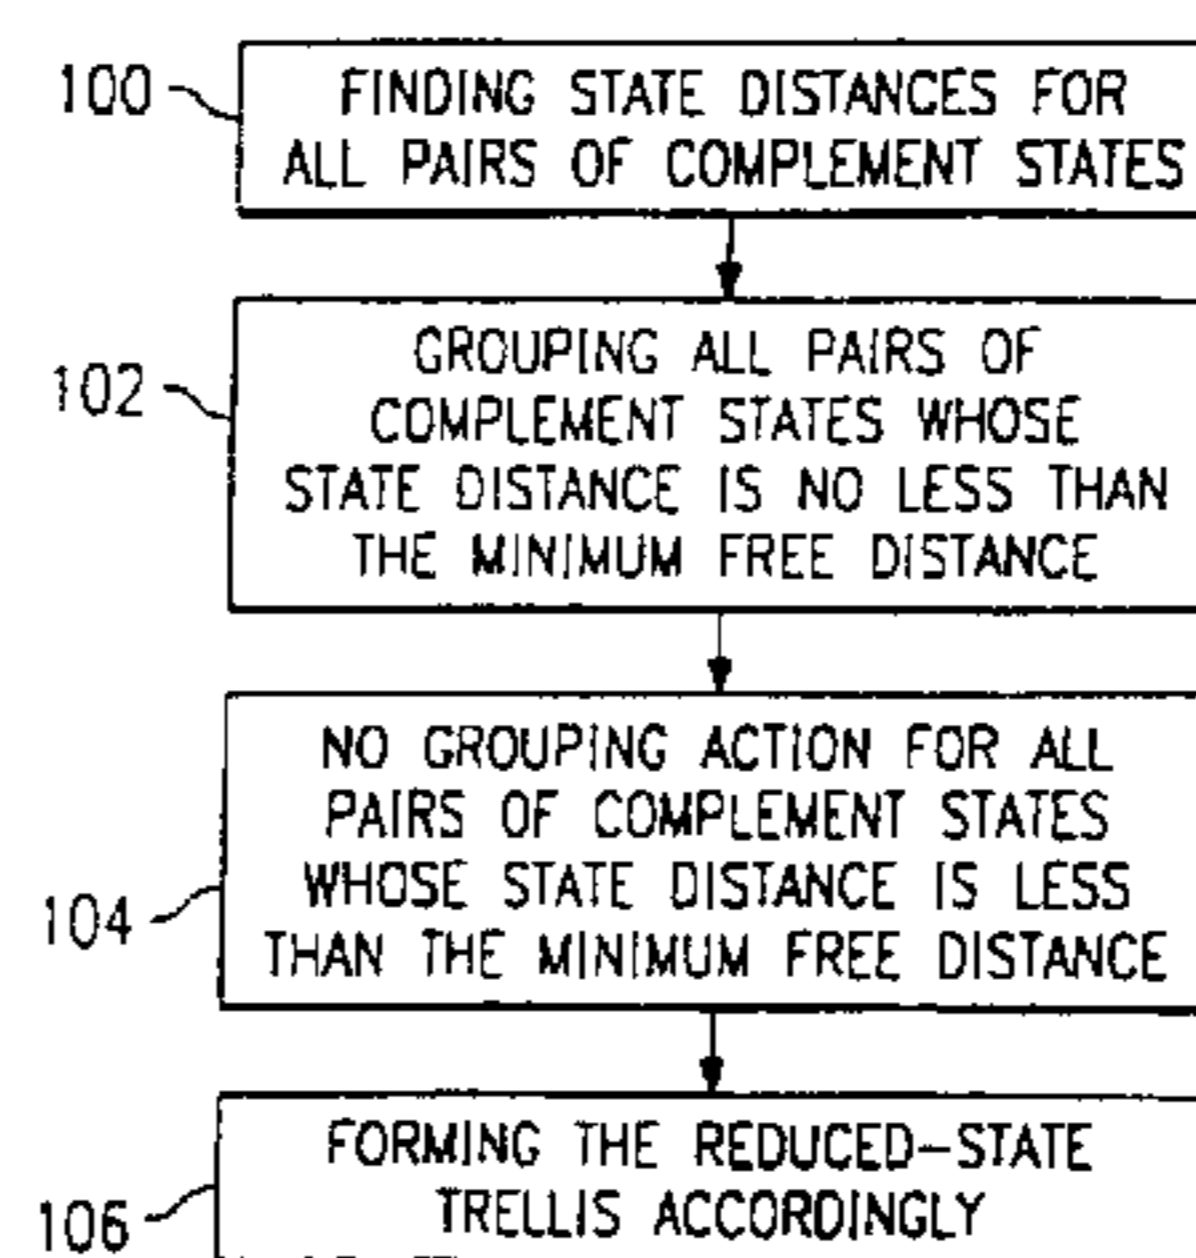 100
FINDING STATE DISTANCES FOR
ALL PAIRS OF COMPLEMENT STATES
102
GROUPING ALL PAIRS OF
COMPLEMENT STATES WHOSE
STATE DISTANCE IS NO LESS THAN
THE MINIMUM FREE DISTANCE
104
NO GROUPING ACTION FOR ALL
PAIRS OF COMPLEMENT STATES
WHOSE STATE DISTANCE IS LESS
THAN THE MINIMUM FREE DISTANCE
106
FORMING THE REDUCED-STATE
TRELLIS ACCORDINGLY